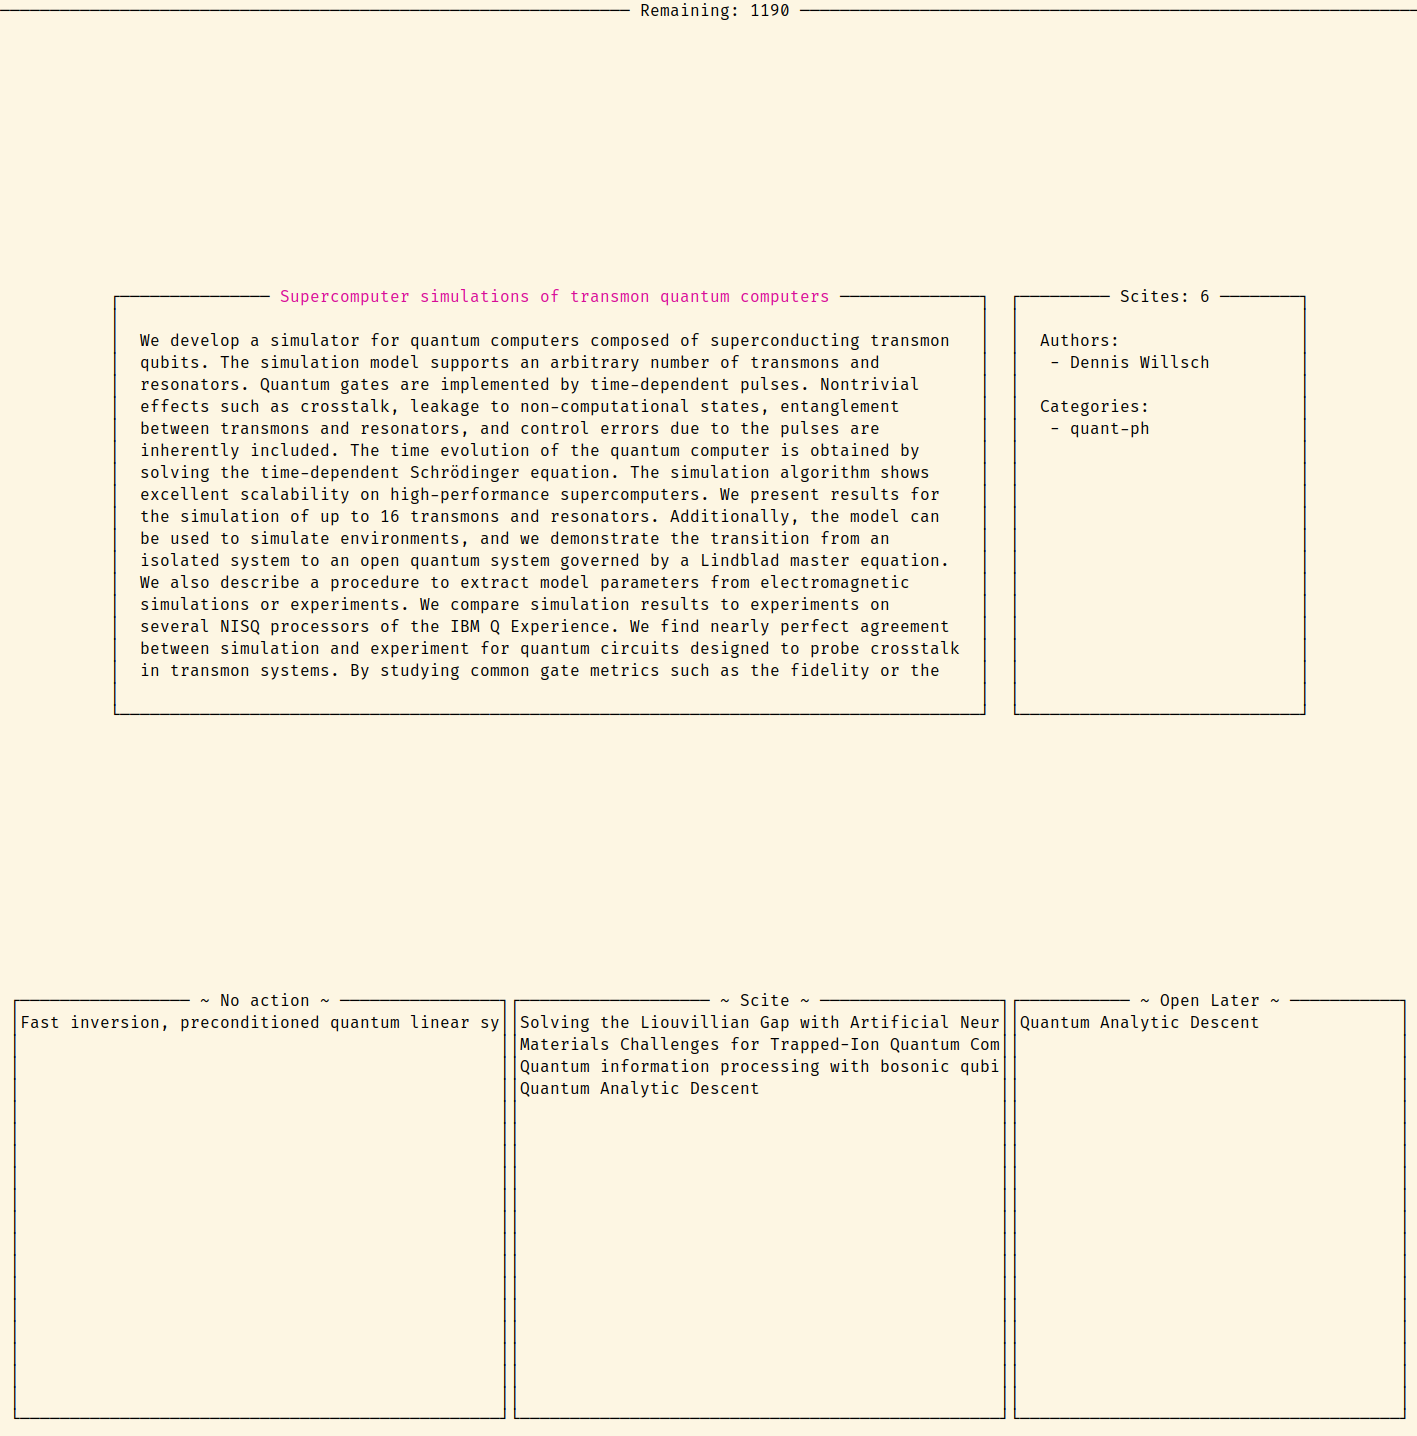 Remaining: 1190
Supercomputer simulations of transmon quantum computers
We develop a simulator for quantum computers composed of superconducting transmon
qubits. The simulation model supports an arbitrary number of transmons and
resonators. Quantum gates are implemented by time-dependent pulses. Nontrivial
effects such as crosstalk, leakage to non-computational states, entanglement
between transmons and resonators, and control errors due to the pulses are
inherently included. The time evolution of the quantum computer is obtained by
solving the time-dependent Schrödinger equation. The simulation algorithm shows
excellent scalability on high-performance supercomputers. We present results for
the simulation of up to 16 transmons and resonators. Additionally, the model can
be used to simulate environments, and we demonstrate the transition from an
isolated system to an open quantum system governed by a Lindblad master equation.
We also describe a procedure to extract model parameters from electromagnetic
simulations or experiments. We compare simulation results to experiments on
several NISQ processors of the IBM Q Experience. We find nearly perfect agreement
between simulation and experiment for quantum circuits designed to probe crosstalk
in transmon systems. By studying common gate metrics such as the fidelity or the
Scites: 6
Authors:
- Dennis Willsch
Categories:
- quant-ph
~ No action ~
Fast inversion, preconditioned quantum linear sy
~ Scite ~
Solving the Liouvillian Gap with Artificial Neur
Materials Challenges for Trapped-Ion Quantum Com
Quantum information processing with bosonic qubi
Quantum Analytic Descent
~ Open Later ~
Quantum Analytic Descent